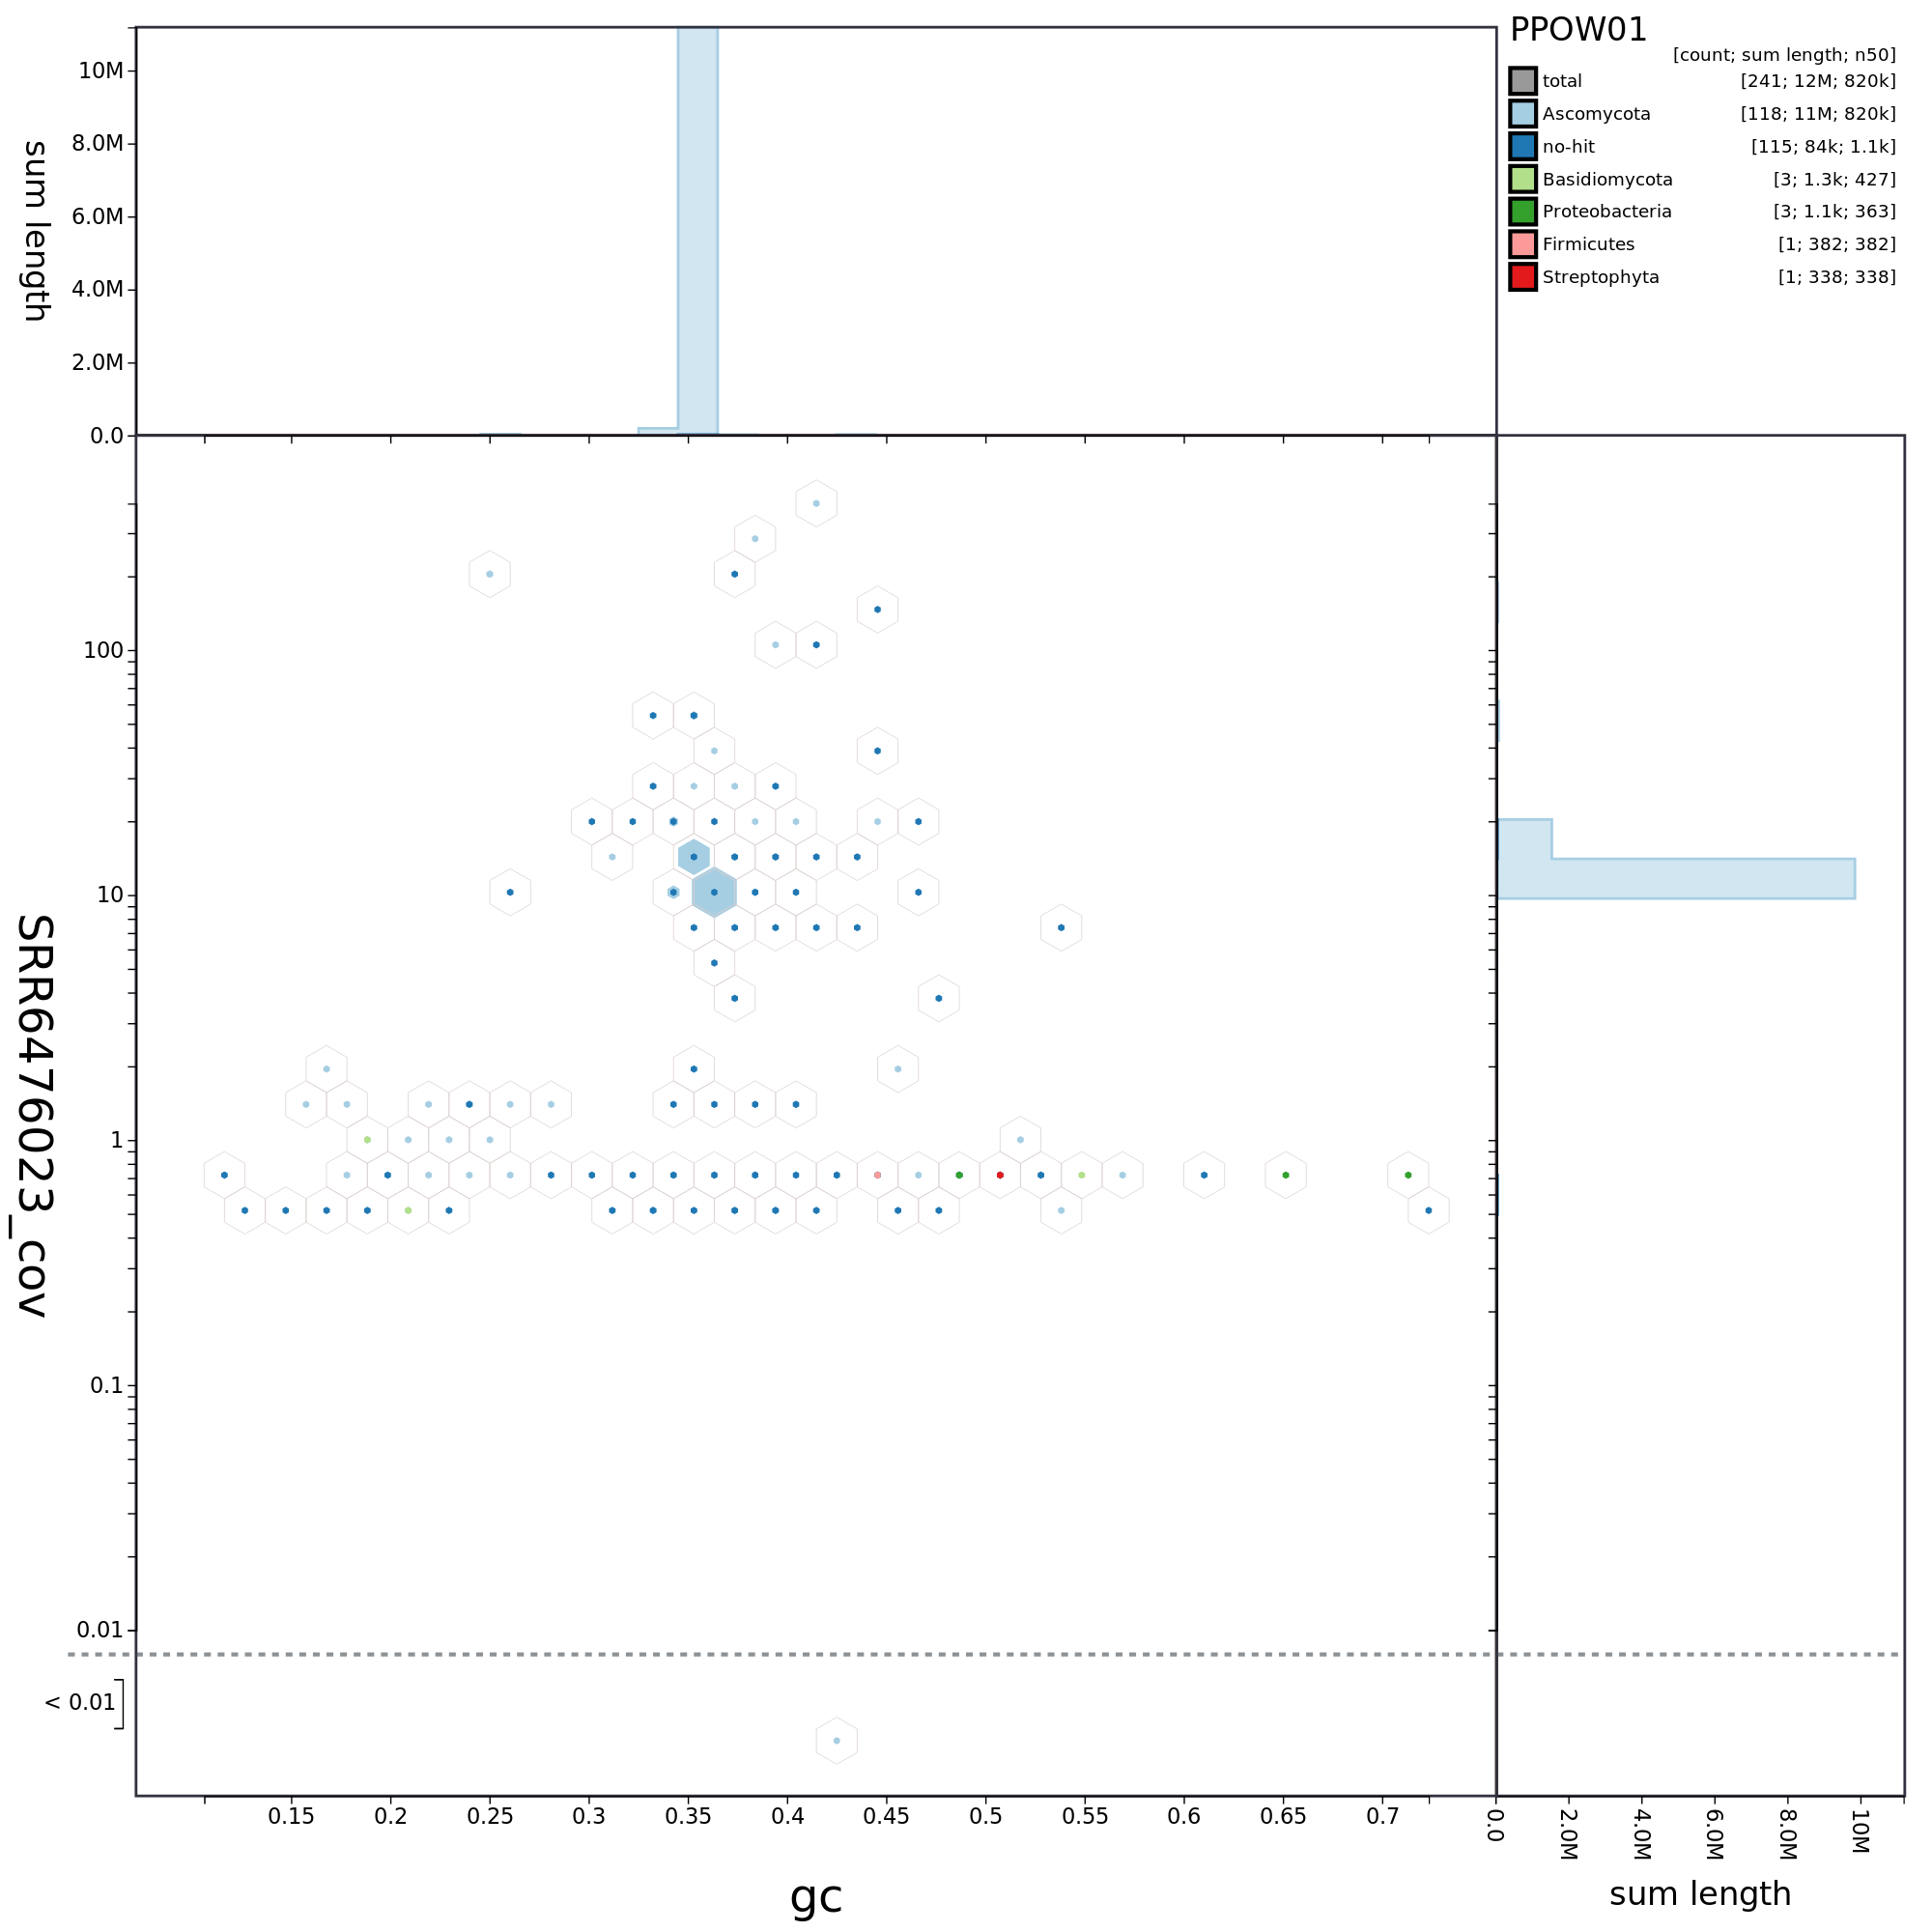 PPOW01
[count; sum length; n50]
total [241; 12M; 820k]
Ascomycota [118; 11M; 820k]
no-hit [115; 84k; 1.1k]
Basidiomycota [3; 1.3k; 427]
Proteobacteria [3; 1.1k; 363]
Firmicutes [1; 382; 382]
Streptophyta [1; 338; 338]
sum length
10M
8.0M
6.0M
4.0M
2.0M
0.0
SRR6476023_cov
100
10
1
0.1
0.01
< 0.01
0.15 0.2 0.25 0.3 0.35 0.4 0.45 0.5 0.55 0.6 0.65 0.7
gc
0.0 2.0M 4.0M 6.0M 8.0M 10M
sum length